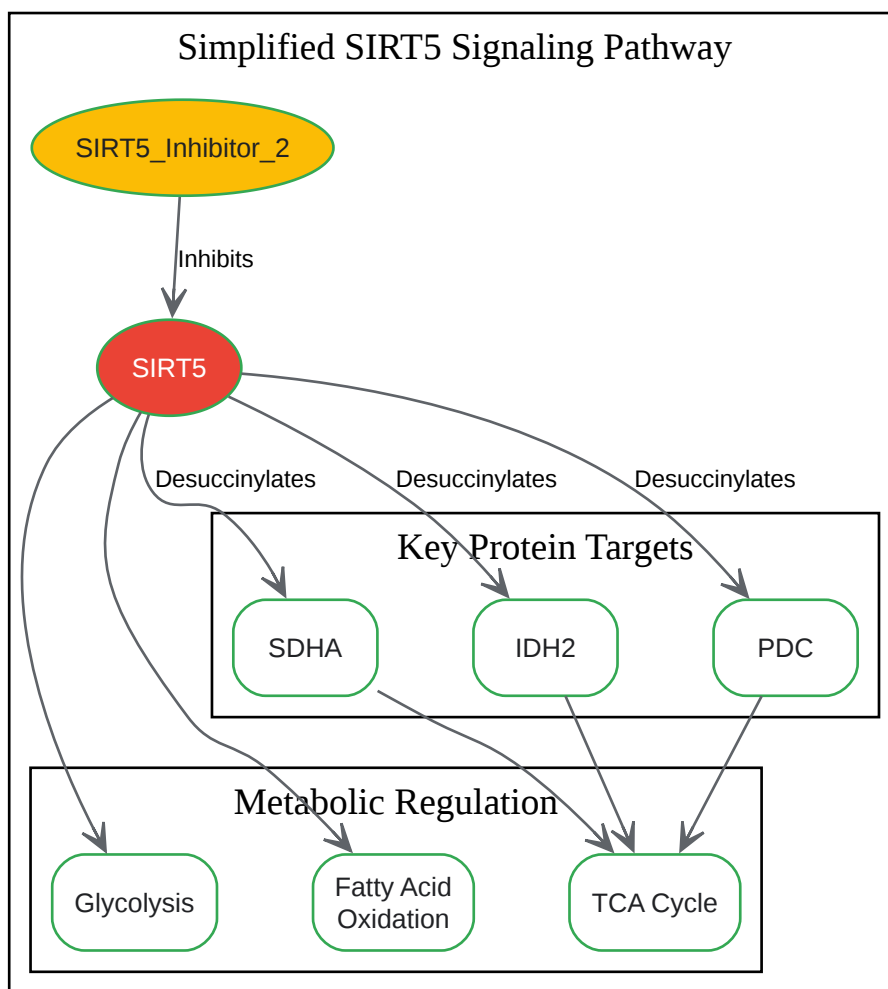 Simplified SIRT5 Signaling Pathway
SIRT5_Inhibitor_2
Inhibits
SIRT5
Desuccinylates
Desuccinylates
Desuccinylates
Key Protein Targets
SDHA
IDH2
PDC
Metabolic Regulation
Glycolysis
Fatty Acid
Oxidation
TCA Cycle